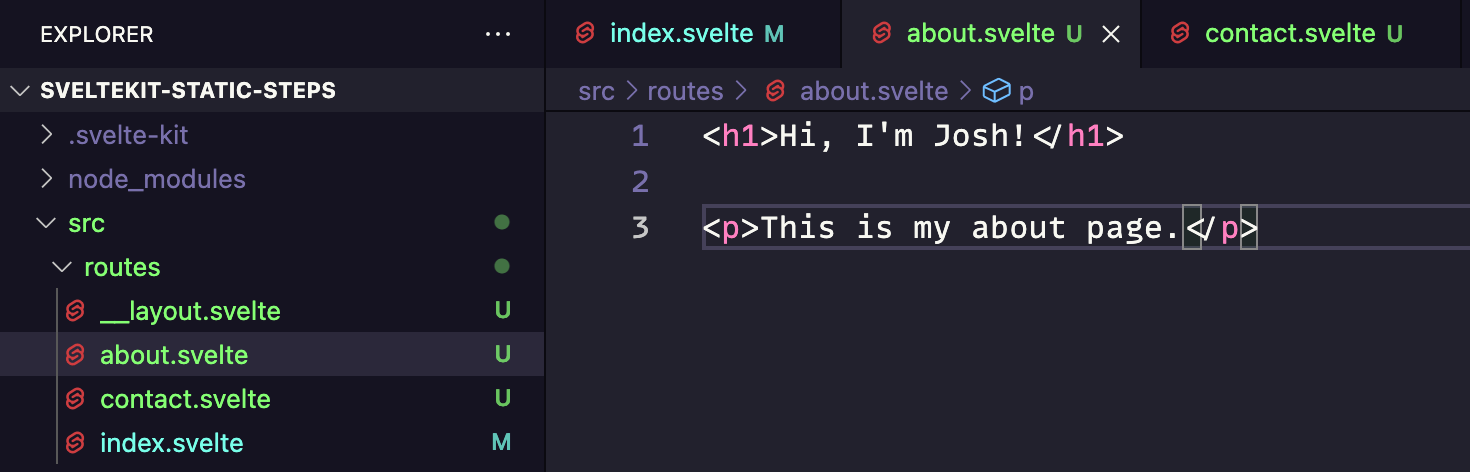 EXPLORER ···
SVELTEKIT-STATIC-STEPS
.svelte-kit
node_modules
src
routes
__layout.svelte U
about.svelte U
contact.svelte U
index.svelte M
index.svelte M about.svelte U contact.svelte U
src > routes > about.svelte > p
1 <h1>Hi, I'm Josh!</h1>
2
3 <p>This is my about page.</p>